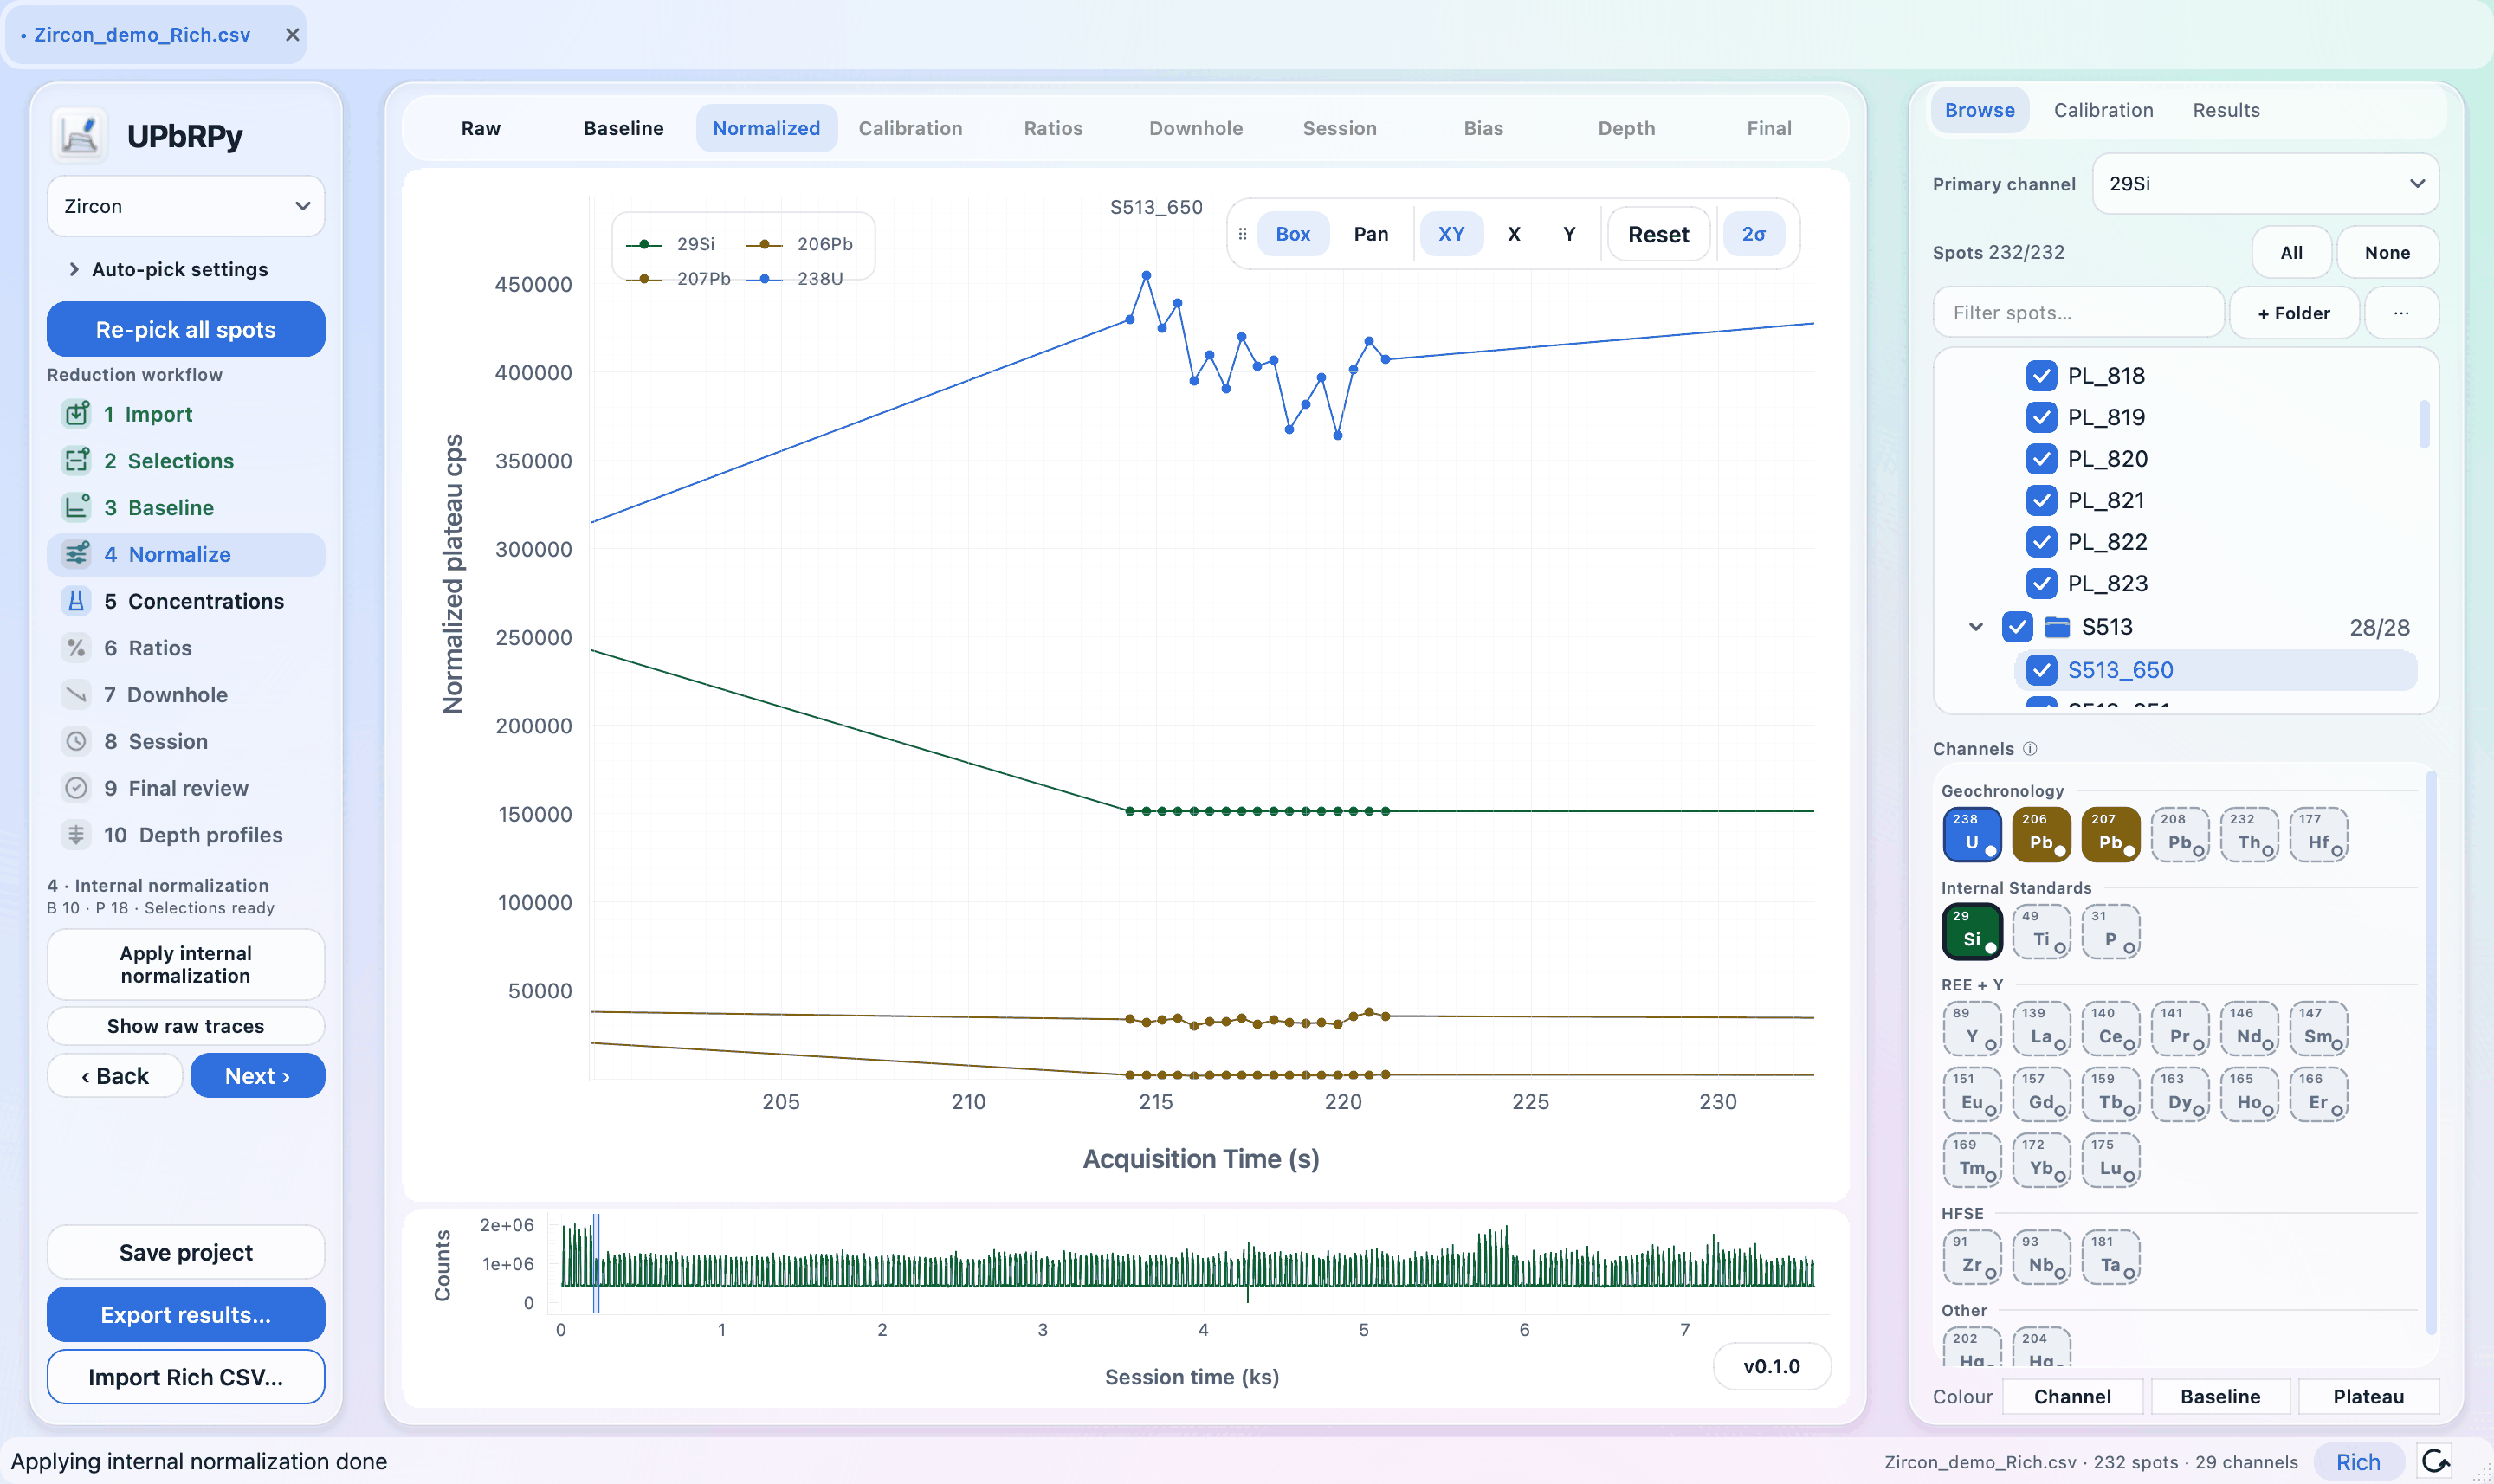 • Zircon_demo_Rich.csv ×
UPbRPy
Zircon
Auto-pick settings
Re-pick all spots
Reduction workflow
1 Import
2 Selections
3 Baseline
4 Normalize
5 Concentrations
6 Ratios
7 Downhole
8 Session
9 Final review
10 Depth profiles
4 · Internal normalization
B 10 · P 18 · Selections ready
Apply internal
normalization
Show raw traces
‹ Back Next ›
Save project
Export results...
Import Rich CSV...
Raw Baseline Normalized Calibration Ratios Downhole Session Bias Depth Final
S513_650
29Si 206Pb
207Pb 238U
Box Pan XY X Y Reset 2σ
Normalized plateau cps
450000
400000
350000
300000
250000
200000
150000
100000
50000
205 210 215 220 225 230
Acquisition Time (s)
Counts
2e+06
1e+06
0
0 1 2 3 4 5 6 7
Session time (ks)
v0.1.0
Browse Calibration Results
Primary channel 29Si
Spots 232/232 All None
Filter spots... + Folder ...
PL_818
PL_819
PL_820
PL_821
PL_822
PL_823
S513 28/28
S513_650
Channels ⓘ
Geochronology
238 U 206 Pb 207 Pb 208 Pb 232 Th 177 Hf
Internal Standards
29 Si 49 Ti 31 P
REE + Y
89 Y 139 La 140 Ce 141 Pr 146 Nd 147 Sm
151 Eu 157 Gd 159 Tb 163 Dy 165 Ho 166 Er
169 Tm 172 Yb 175 Lu
HFSE
91 Zr 93 Nb 181 Ta
Other
202 Hg 204 Hg
Colour Channel Baseline Plateau
Applying internal normalization done
Zircon_demo_Rich.csv · 232 spots · 29 channels Rich